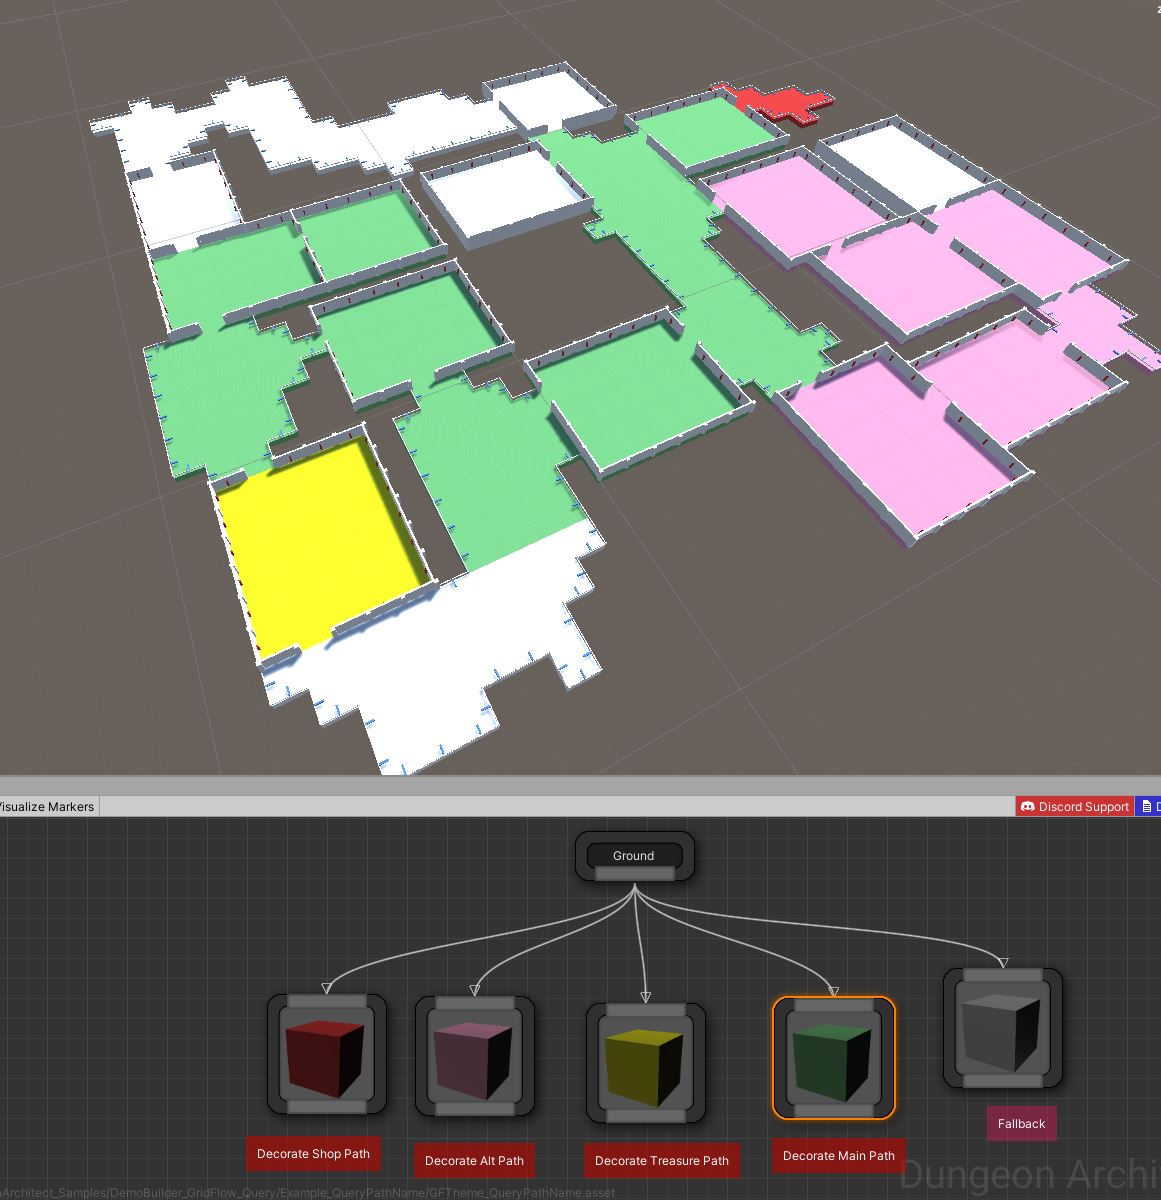 Visualize Markers
Discord Support
Ground
Decorate Shop Path
Decorate Alt Path
Decorate Treasure Path
Decorate Main Path
Fallback
Dungeon Archi
Architect_Samples/DemoBuilder_GridFlow_Query/Example_QueryPathName/GFTheme_QueryPathName.asset